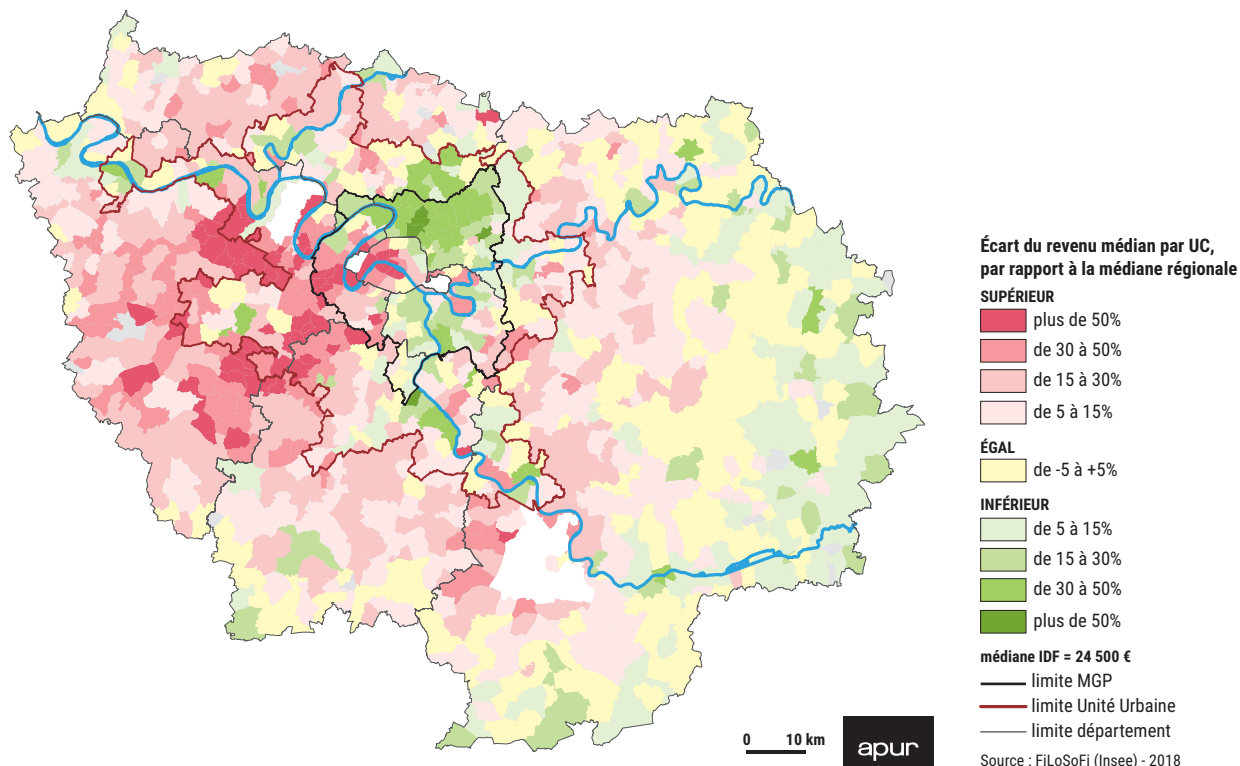 Écart du revenu médian par UC,
par rapport à la médiane régionale
SUPÉRIEUR
plus de 50%
de 30 à 50%
de 15 à 30%
de 5 à 15%
ÉGAL
de -5 à +5%
INFÉRIEUR
de 5 à 15%
de 15 à 30%
de 30 à 50%
plus de 50%
médiane IDF = 24 500 €
limite MGP
limite Unité Urbaine
limite département
Source : FiLoSoFi (Insee) - 2018
0 10 km
apur